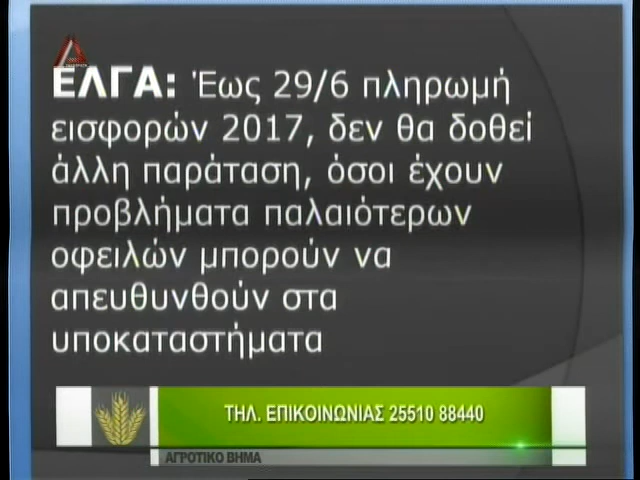 ΕΛΓΑ: Έως 29/6 πληρωμή
εισφορών 2017, δεν θα δοθεί
άλλη παράταση, όσοι έχουν
προβλήματα παλαιότερων
οφειλών μπορούν να
απευθυνθούν στα
υποκαταστήματα
ΤΗΛ. ΕΠΙΚΟΙΝΩΝΙΑΣ 25510 88440
ΑΓΡΟΤΙΚΟ ΒΗΜΑ